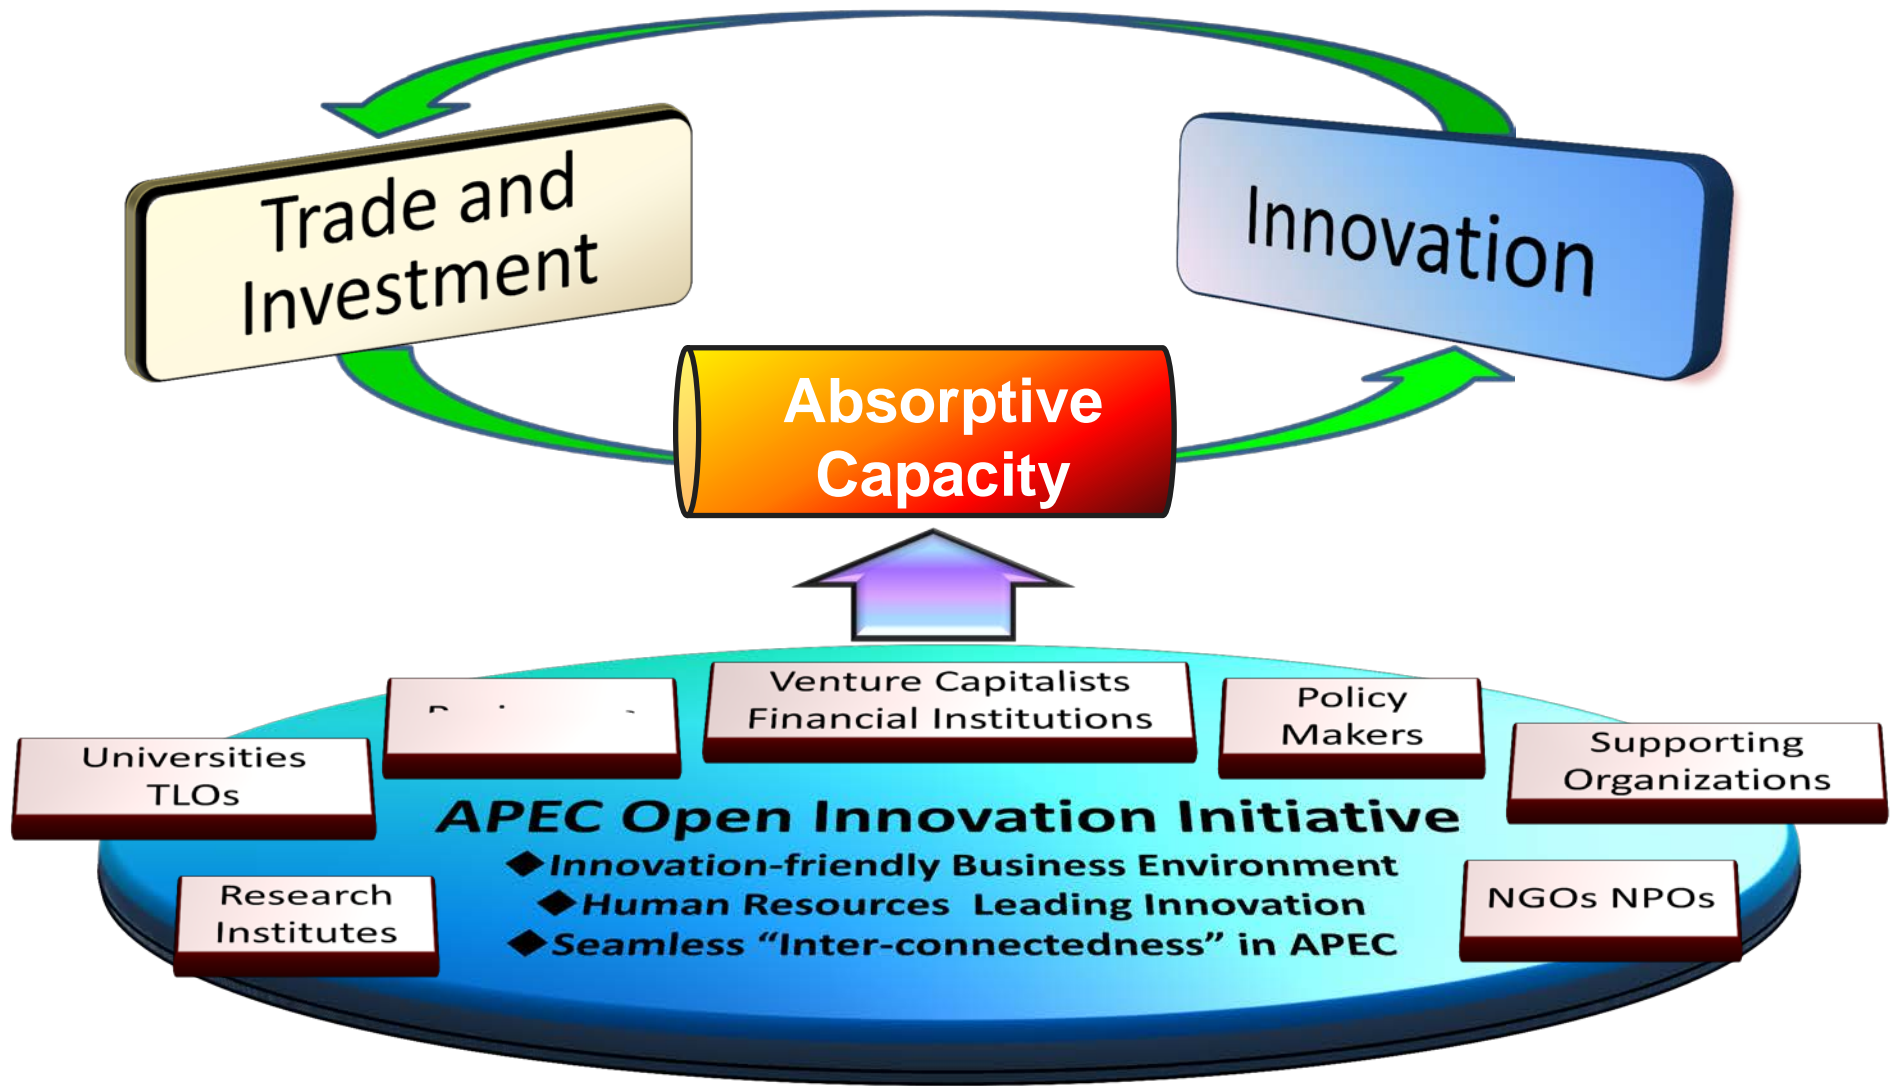 Trade and
Investment
Innovation
Absorptive
Capacity
Venture Capitalists
Financial Institutions
Policy
Makers
Universities
TLOs
Supporting
Organizations
APEC Open Innovation Initiative
◆Innovation-friendly Business Environment
◆Human Resources Leading Innovation
◆Seamless “Inter-connectedness” in APEC
Research
Institutes
NGOs NPOs